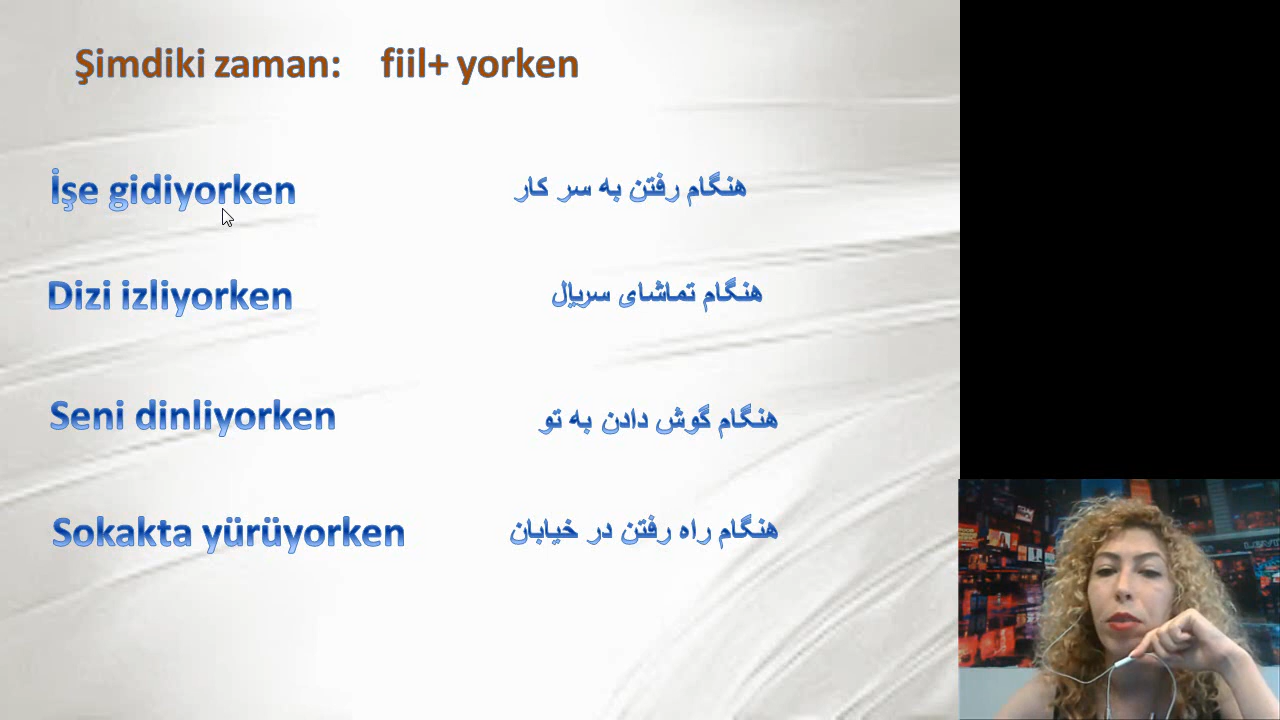 Şimdiki zaman: fiil+ yorken
İşe gidiyorken هنگام رفتن به سر کار
Dizi izliyorken هنگام تماشای سریال
Seni dinliyorken هنگام گوش دادن به تو
Sokakta yürüyorken هنگام راه رفتن در خیابان